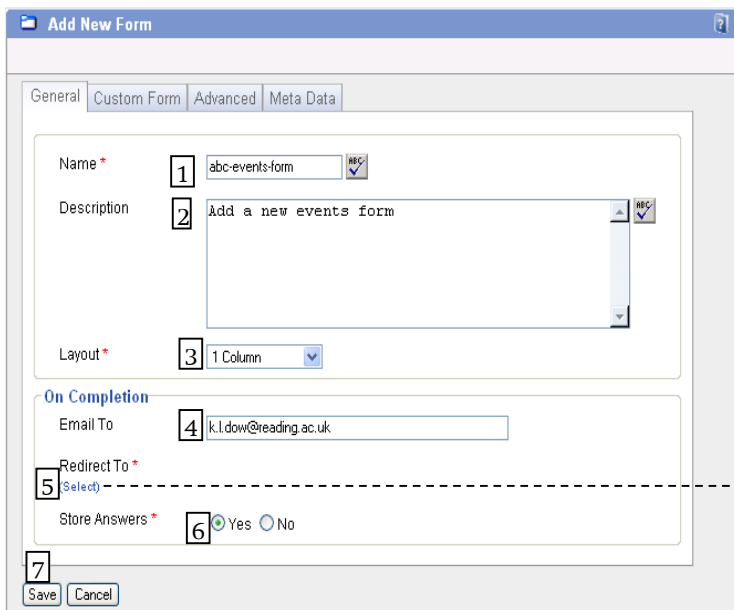 Add New Form
?
General Custom Form Advanced Meta Data
Name * 1 abc-events-form ABC
Description 2 Add a new events form ABC
Layout * 3 1 Column
On Completion
Email To 4 k.l.dow@reading.ac.uk
Redirect To *
5 (Select)
Store Answers * 6 Yes No
7
Save Cancel